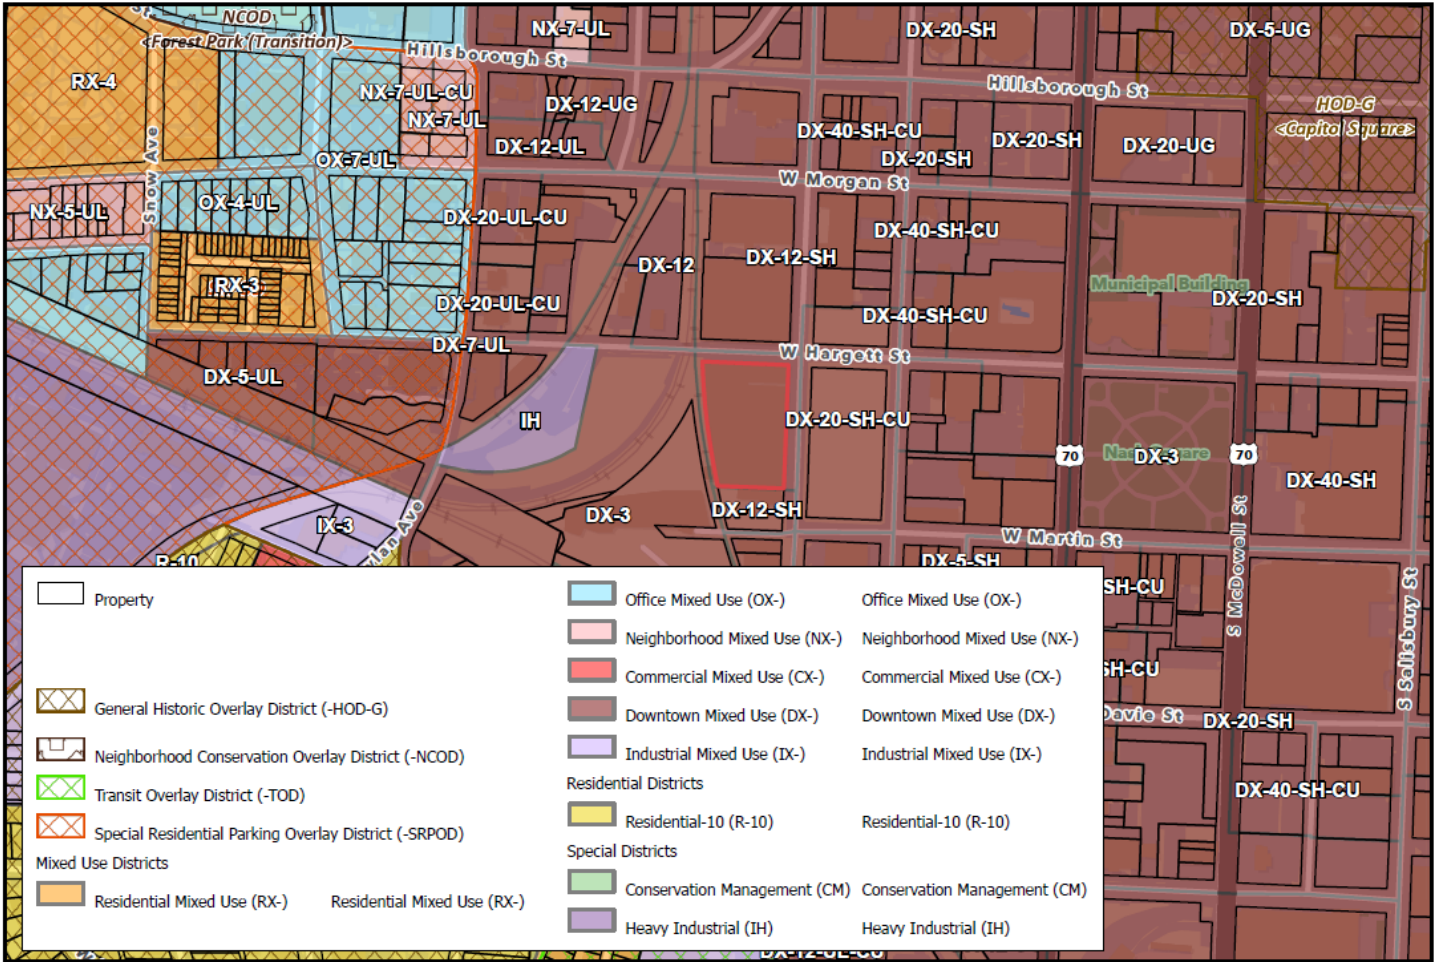 St.
NCOD
<Forest Park (Transition)>
NX-7-UL
DX-20-SH
DX-5-UG
Hillsborough St
RX-4
NX-7-UL-CU
DX-12-UG
Hillsborough St
HOD-G
<Capitol Square>
NX-7-UL
DX-40-SH-CU
DX-20-SH
DX-20-UG
DX-12-UL
OX-7-UL
DX-20-SH
Snow Ave
W Morgan St
NX-5-UL
OX-4-UL
DX-20-UL-CU
DX-40-SH-CU
DX-12
DX-12-SH
RX-3
Municipal Building
DX-20-SH
DX-20-UL-CU
DX-40-SH-CU
DX-7-UL
W Hargett St
DX-5-UL
IH
DX-20-SH-CU
70
DX-3
70
DX-40-SH
DX-12-SH
DX-3
IX-3
W Martin St
R-10
DX-5-SH
SH-CU
S McDowell St
S Salisbury St
SH-CU
Davie St
DX-20-SH
DX-40-SH-CU
Property
General Historic Overlay District (-HOD-G)
Neighborhood Conservation Overlay District (-NCOD)
Transit Overlay District (-TOD)
Special Residential Parking Overlay District (-SRPOD)
Mixed Use Districts
Residential Mixed Use (RX-) Residential Mixed Use (RX-)
Office Mixed Use (OX-) Office Mixed Use (OX-)
Neighborhood Mixed Use (NX-) Neighborhood Mixed Use (NX-)
Commercial Mixed Use (CX-) Commercial Mixed Use (CX-)
Downtown Mixed Use (DX-) Downtown Mixed Use (DX-)
Industrial Mixed Use (IX-) Industrial Mixed Use (IX-)
Residential Districts
Residential-10 (R-10) Residential-10 (R-10)
Special Districts
Conservation Management (CM) Conservation Management (CM)
Heavy Industrial (IH) Heavy Industrial (IH)
DX-12-UL-CU